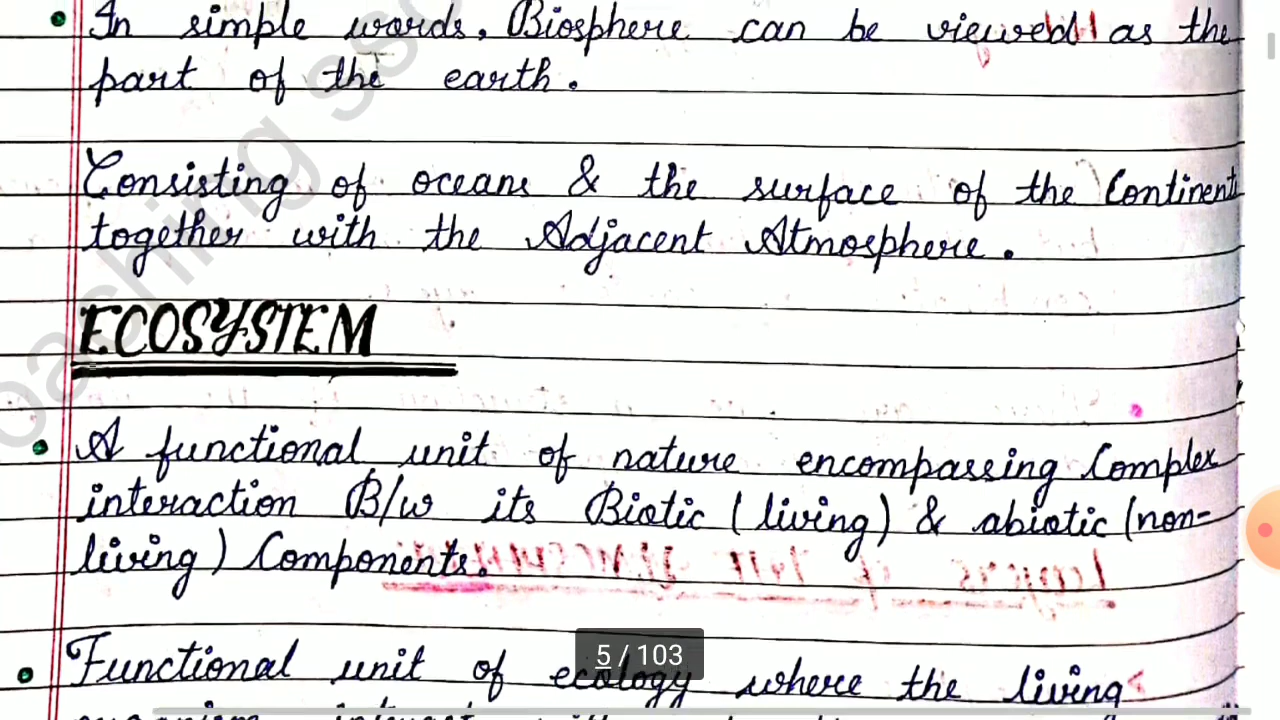 In simple words, Biosphere can be viewed as the
part of the earth.
Consisting of oceans & the surface of the Continents
together with the Adjacent Atmosphere.
ECOSYSTEM
A functional unit of nature encompassing Complex
interaction B/w its Biotic (living) & abiotic (non-
living) Components.
Functional unit of ecology where the living
5 / 103